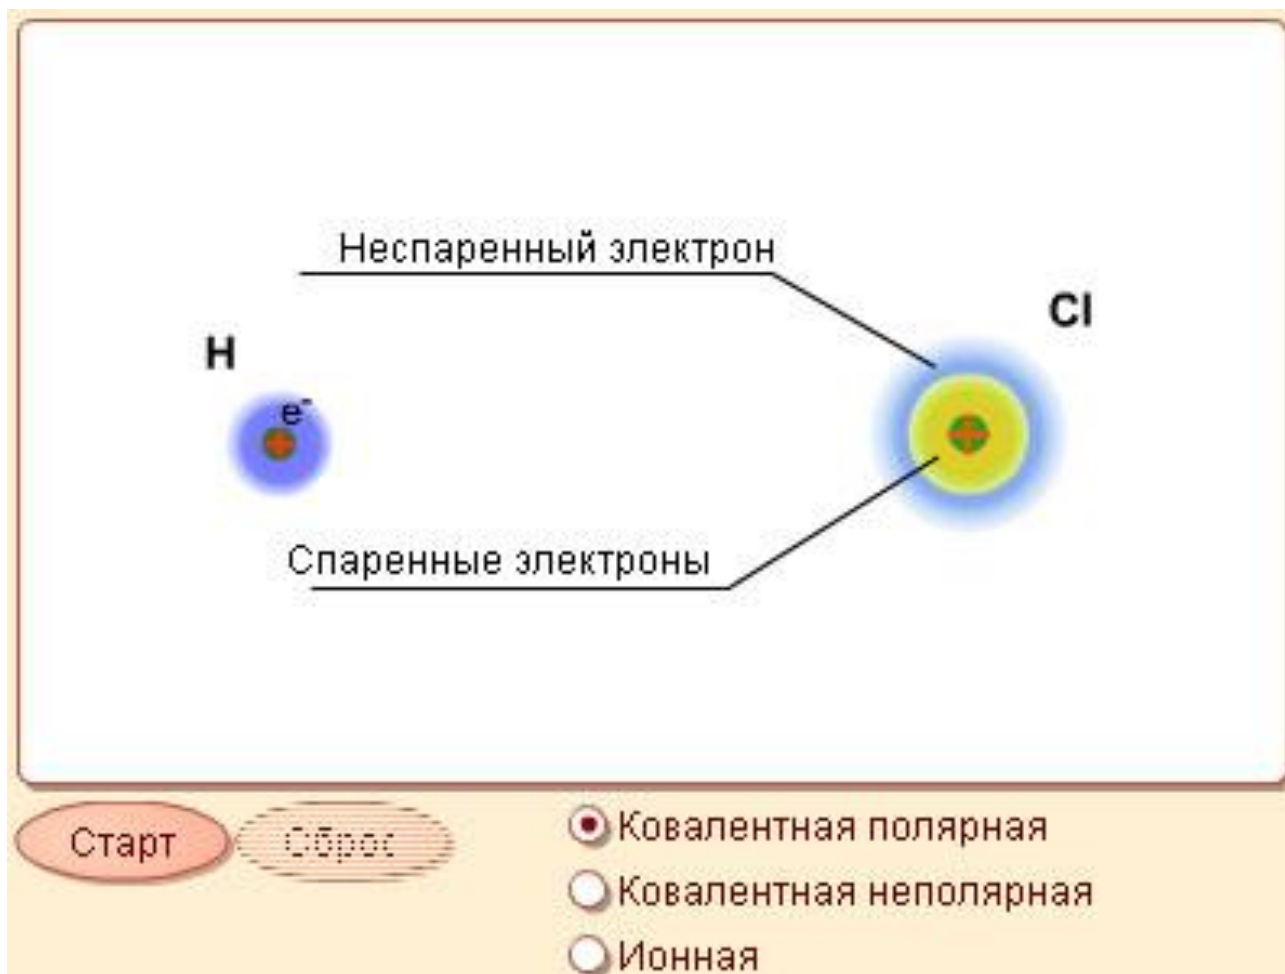 Неспаренный электрон
Cl
H
e⁻
Спаренные электроны
Старт
Сброс
Ковалентная полярная
Ковалентная неполярная
Ионная